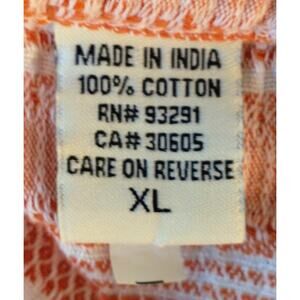 MADE IN INDIA
100% COTTON
RN# 93291
CA# 30605
CARE ON REVERSE
XL